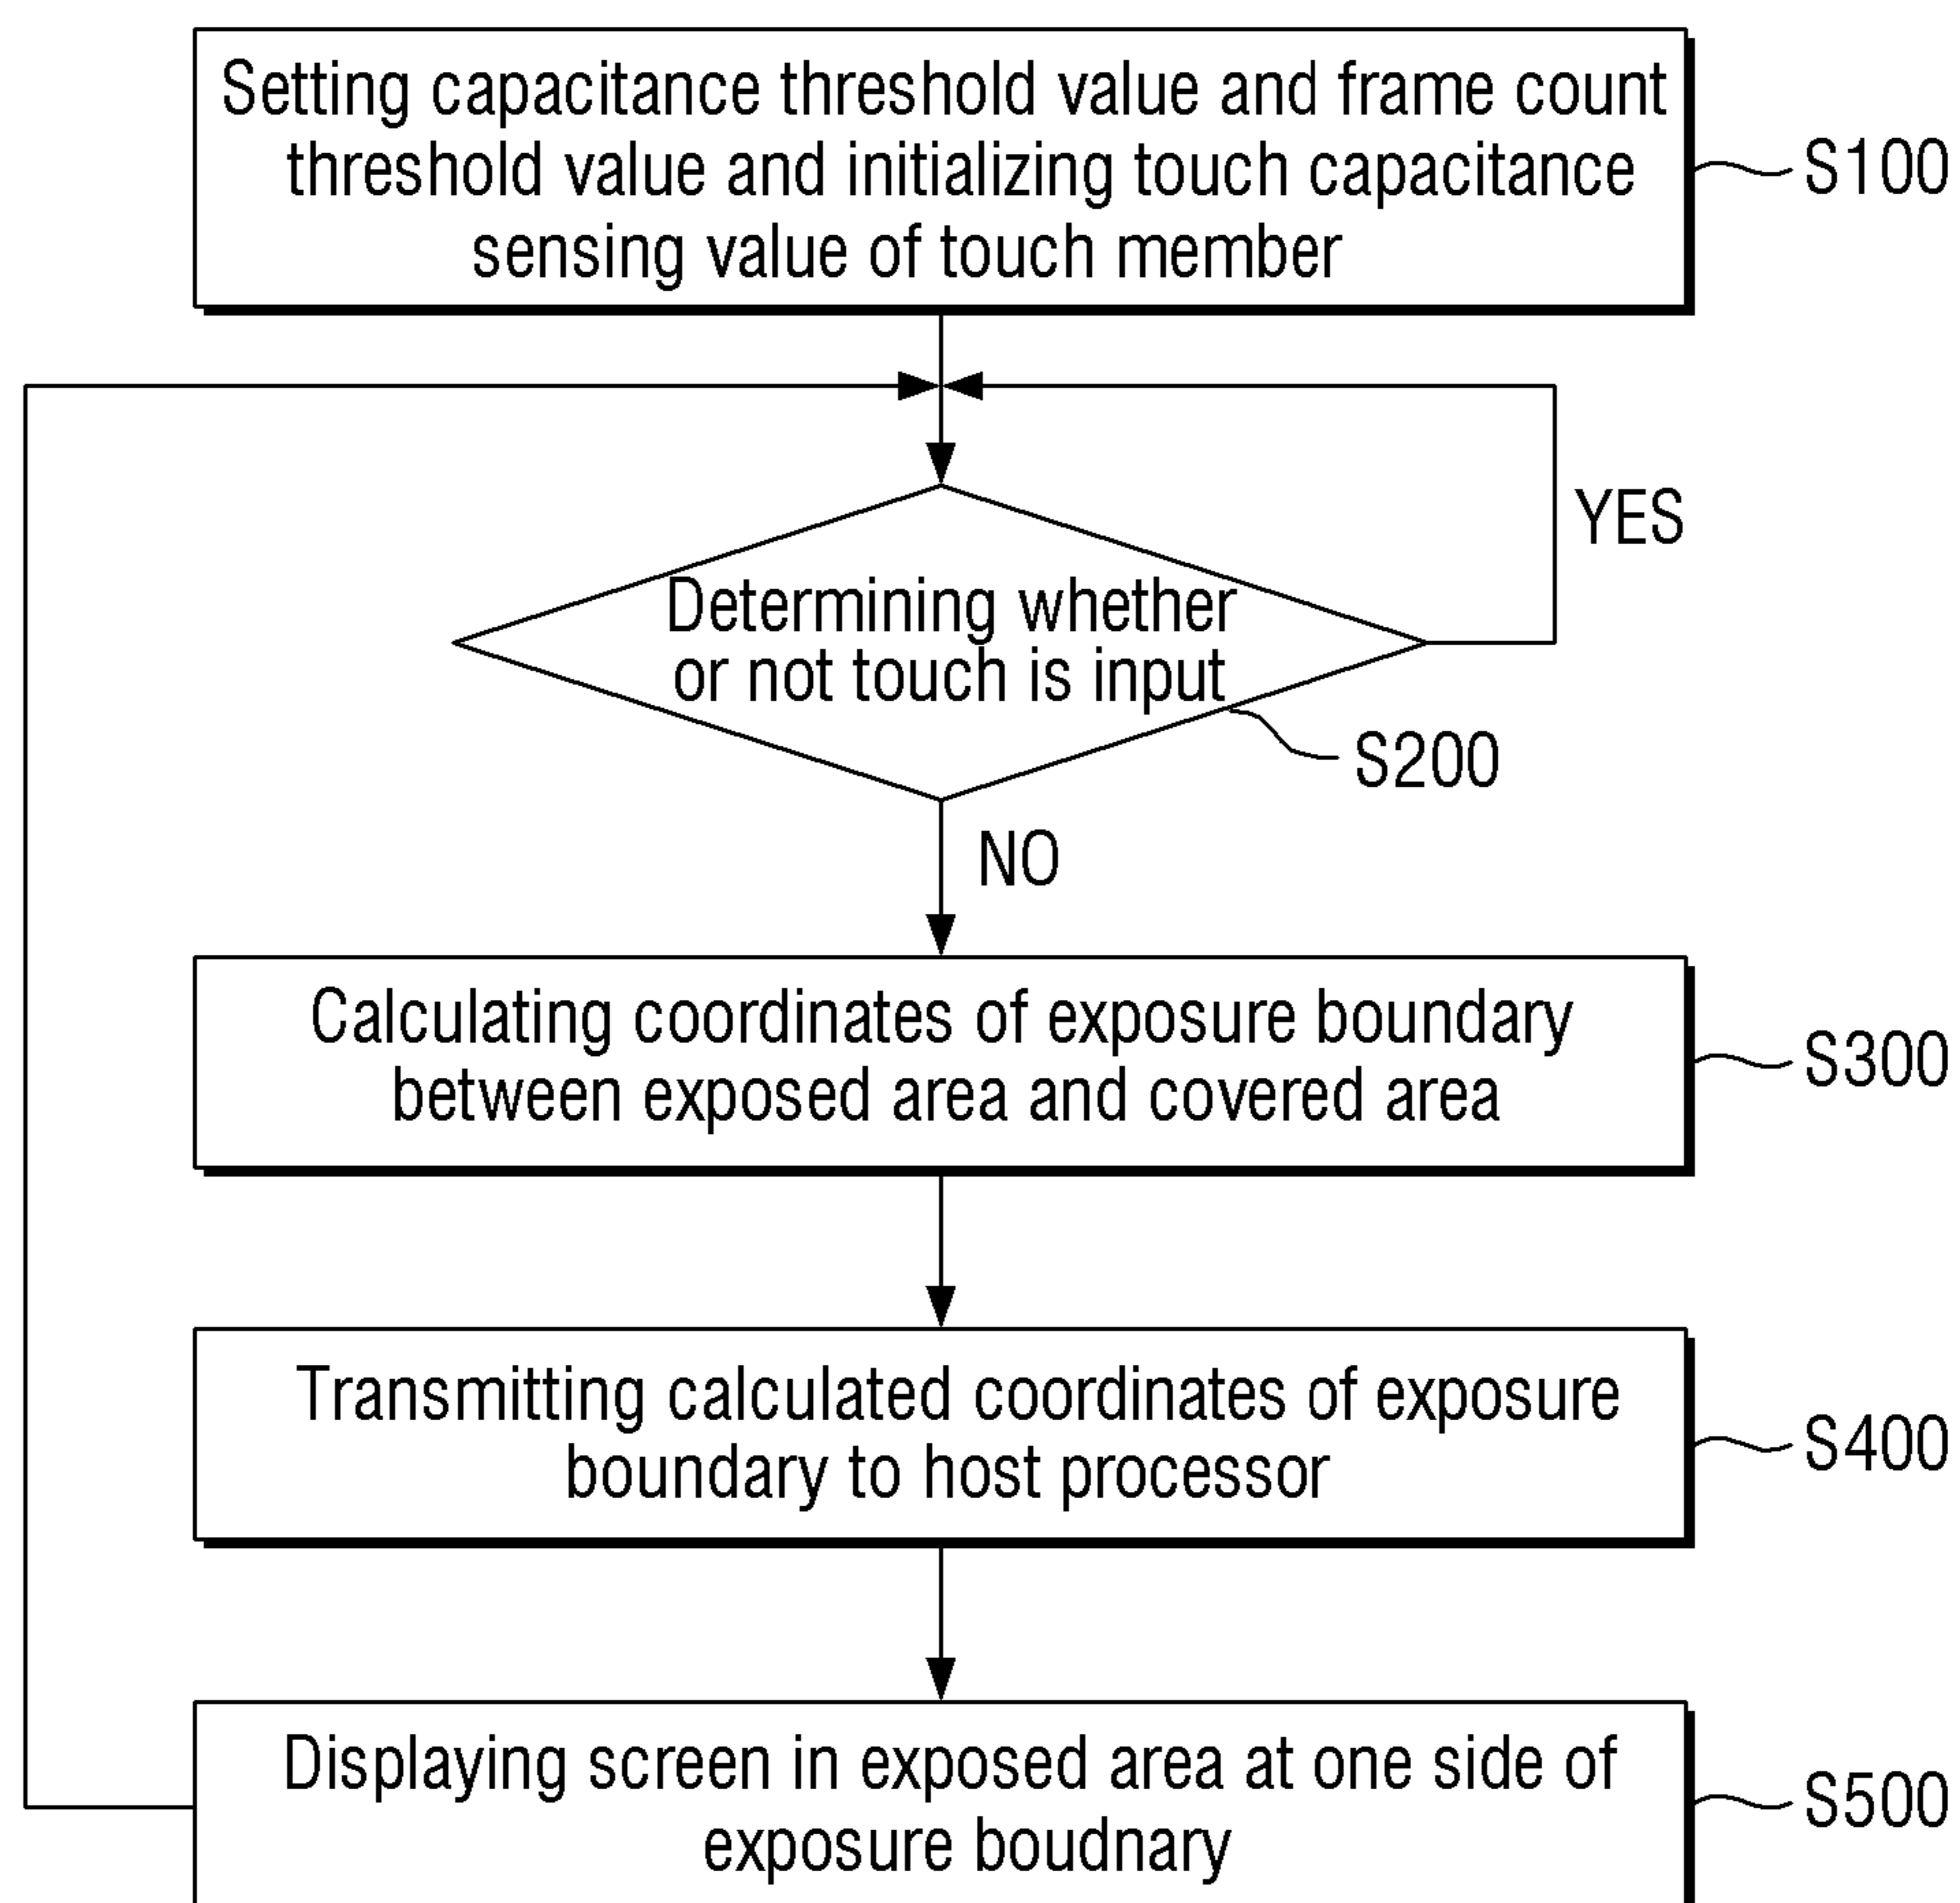 Setting capacitance threshold value and frame count
threshold value and initializing touch capacitance
sensing value of touch member
S100
YES
Determining whether
or not touch is input
S200
NO
Calculating coordinates of exposure boundary
between exposed area and covered area
S300
Transmitting calculated coordinates of exposure
boundary to host processor
S400
Displaying screen in exposed area at one side of
exposure boudnary
S500